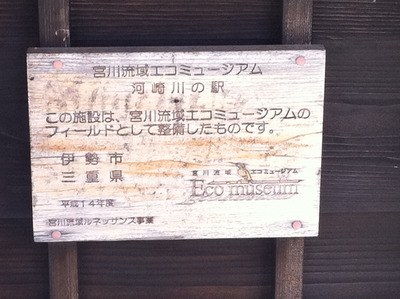 宮川流域エコミュージアム
河崎川の駅
この施設は、宮川流域エコミュージアムの
フィールドとして整備したものです。
伊勢市
三重県
宮川流域 エコミュージアム
Eco museum
平成14年度
宮川流域ルネッサンス事業